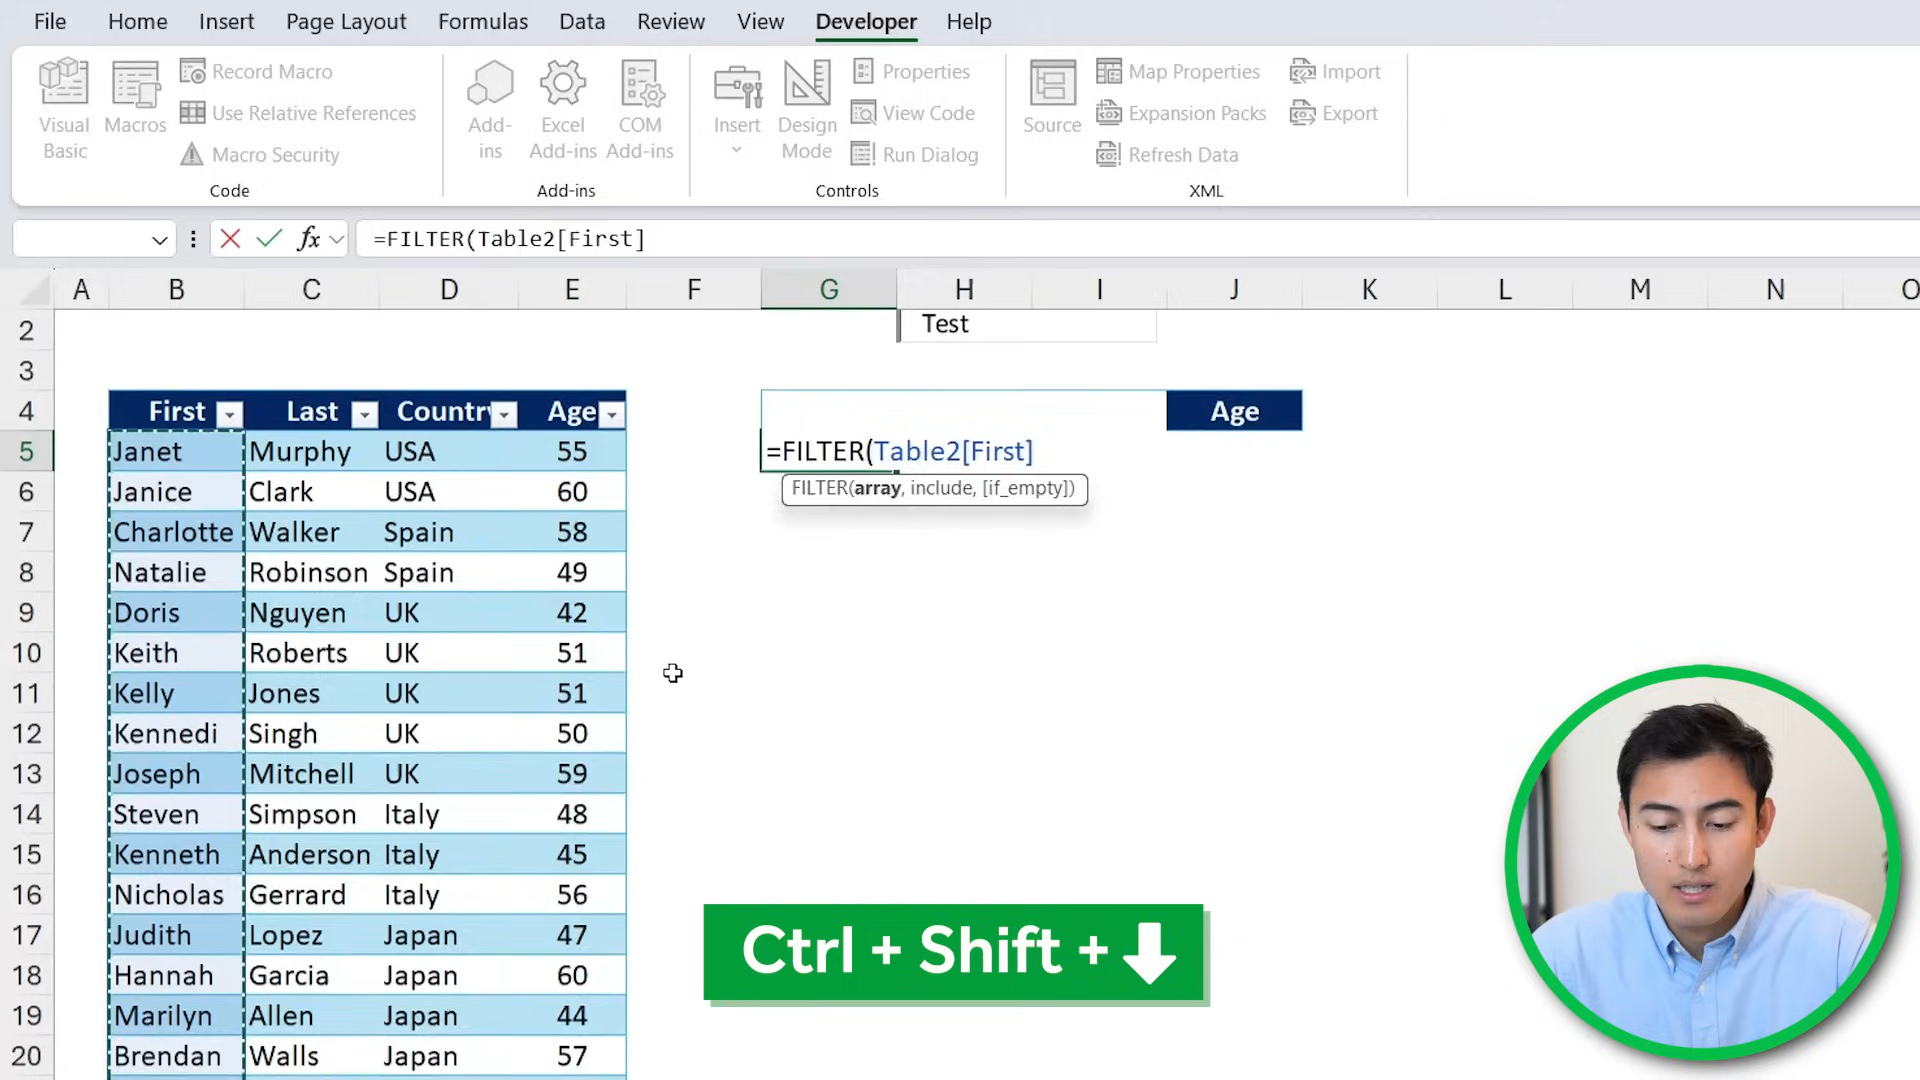 File Home Insert Page Layout Formulas Data Review View Developer Help
Visual Basic
Macros
Record Macro
Use Relative References
Macro Security
Code
Add-ins
Excel Add-ins
COM Add-ins
Add-ins
Insert
Design Mode
Properties
View Code
Run Dialog
Controls
Source
Map Properties
Expansion Packs
Refresh Data
Import
Export
XML
fx =FILTER(Table2[First]
A B C D E F G H I J K L M N O
2 Test
3
4 First Last Countr Age Age
5 Janet Murphy USA 55 =FILTER(Table2[First]
FILTER(array, include, [if_empty])
6 Janice Clark USA 60
7 Charlotte Walker Spain 58
8 Natalie Robinson Spain 49
9 Doris Nguyen UK 42
10 Keith Roberts UK 51
11 Kelly Jones UK 51
12 Kennedi Singh UK 50
13 Joseph Mitchell UK 59
14 Steven Simpson Italy 48
15 Kenneth Anderson Italy 45
16 Nicholas Gerrard Italy 56
17 Judith Lopez Japan 47
18 Hannah Garcia Japan 60
19 Marilyn Allen Japan 44
20 Brendan Walls Japan 57
Ctrl + Shift + ⬇